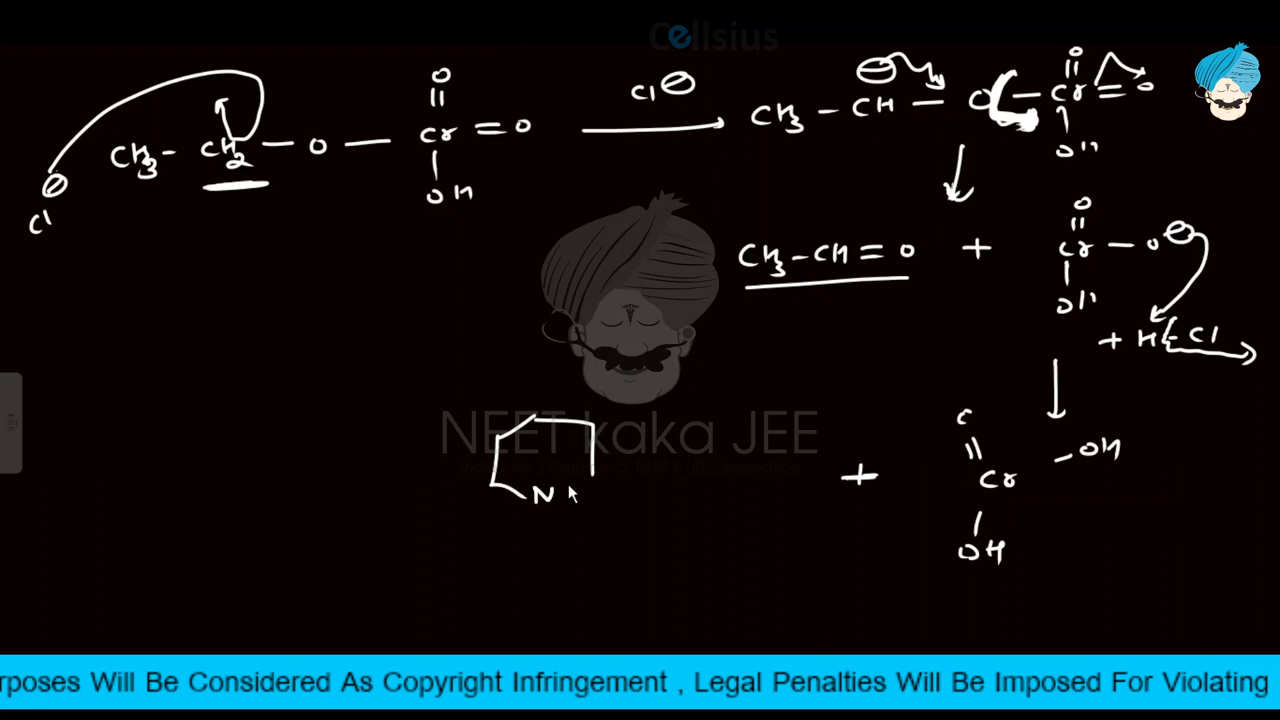 Cellsius
O O
CH3 - CH2 - O - Cr = O Cl⊖ CH3 - CH - O - Cr = O
OH OH
Cl
O
CH3 - CH = O + Cr - O⊖
OH
+ H - Cl
NEET kaka JEE
+ Cr - OH
N
OH
rposes Will Be Considered As Copyright Infringement , Legal Penalties Will Be Imposed For Violating